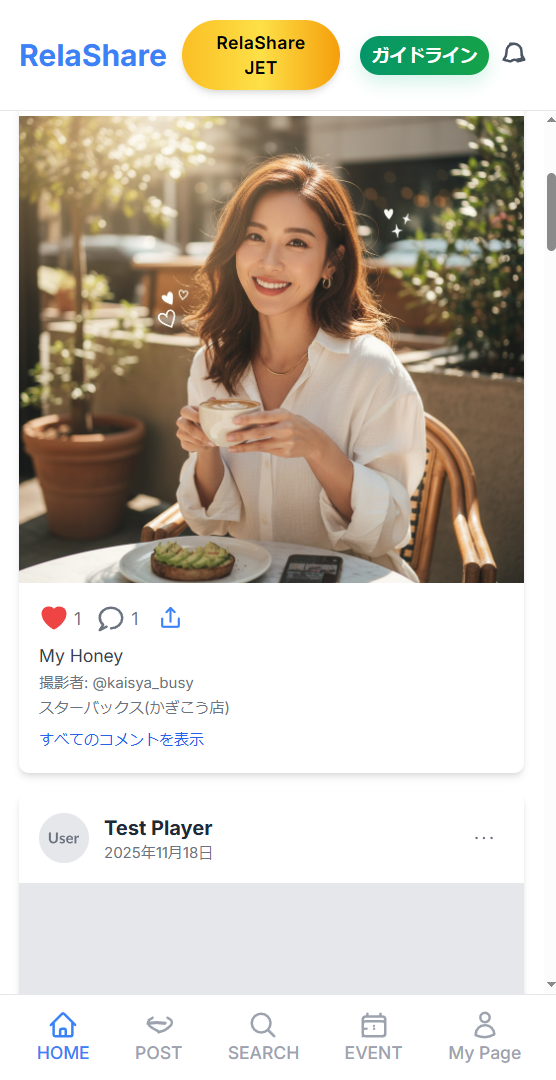 RelaShare
RelaShare
JET
ガイドライン
1
1
My Honey
撮影者: @kaisya_busy
スターバックス(かぎこう店)
すべてのコメントを表示
User
Test Player
2025年11月18日
...
HOME
POST
SEARCH
EVENT
My Page